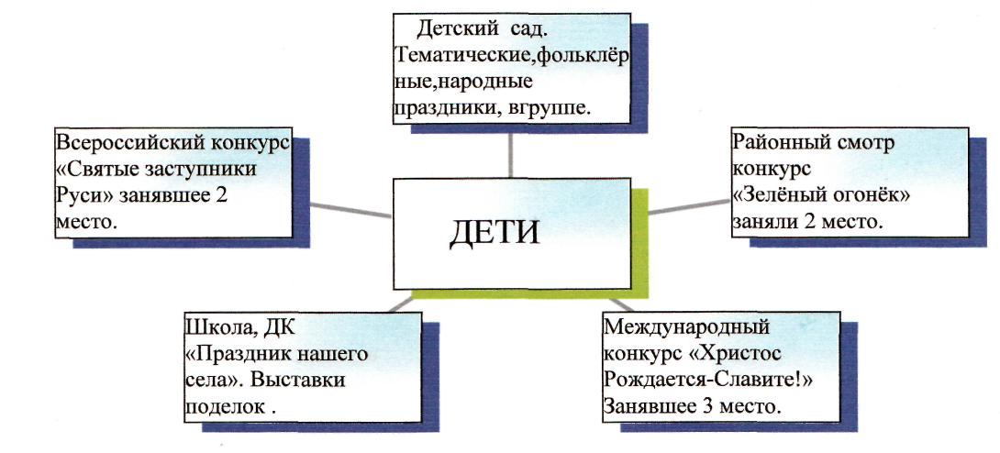 Детский сад.
Тематические,фольклёр
ные,народные
праздники, вгруппе.
Всероссийский конкурс
«Святые заступники
Руси» занявшее 2
место.
Районный смотр
конкурс
«Зелёный огонёк»
заняли 2 место.
ДЕТИ
Школа, ДК
«Праздник нашего
села». Выставки
поделок .
Международный
конкурс «Христос
Рождается-Славите!»
Занявшее 3 место.